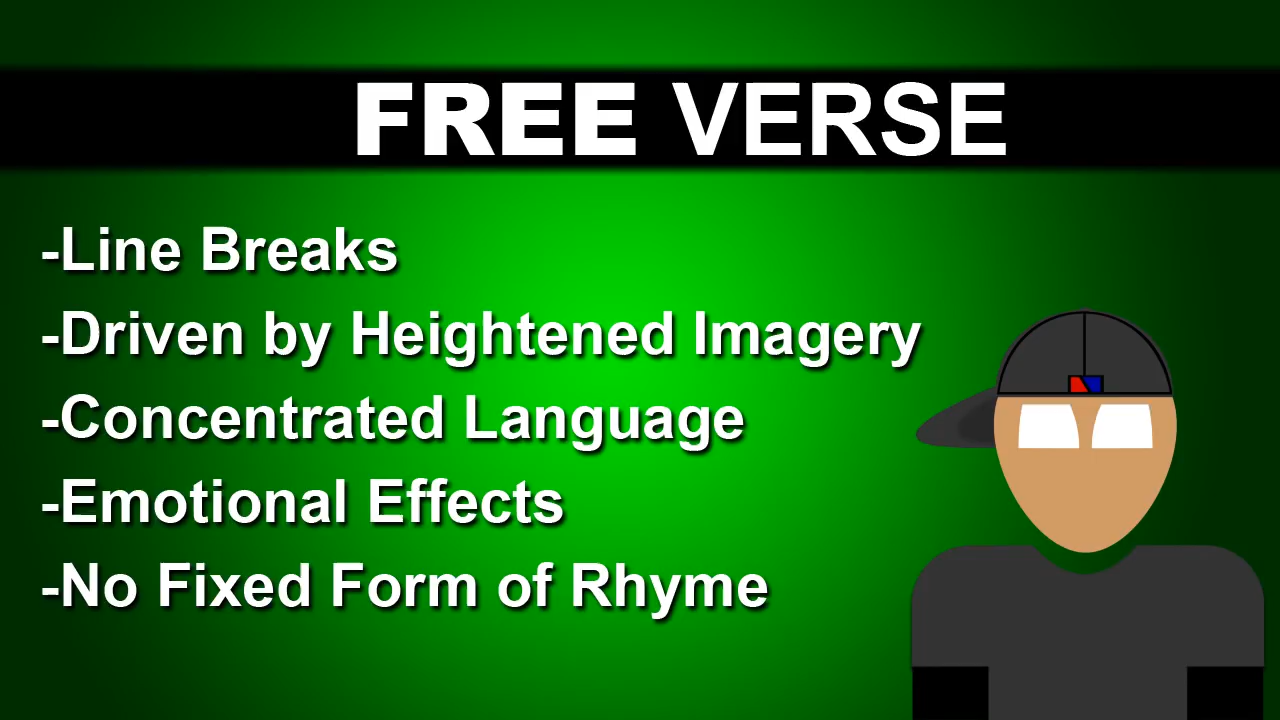 FREE VERSE
-Line Breaks
-Driven by Heightened Imagery
-Concentrated Language
-Emotional Effects
-No Fixed Form of Rhyme